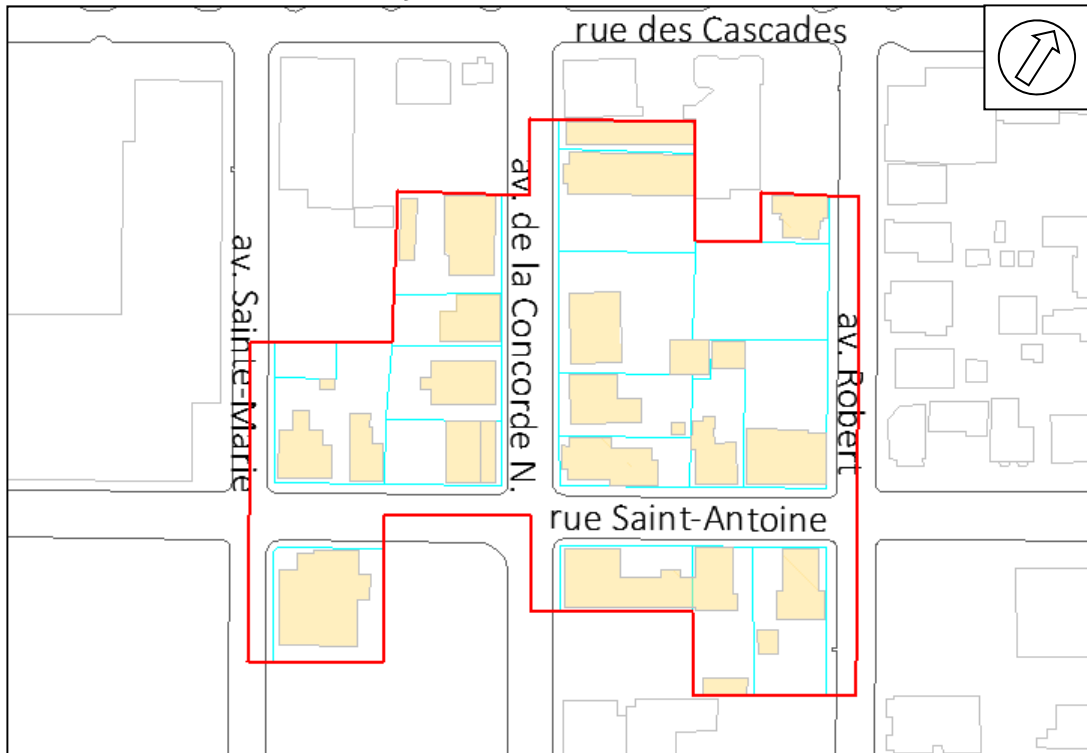 rue des Cascades
av. de la Concorde N.
av. Sainte-Marie
av. Robert
rue Saint-Antoine